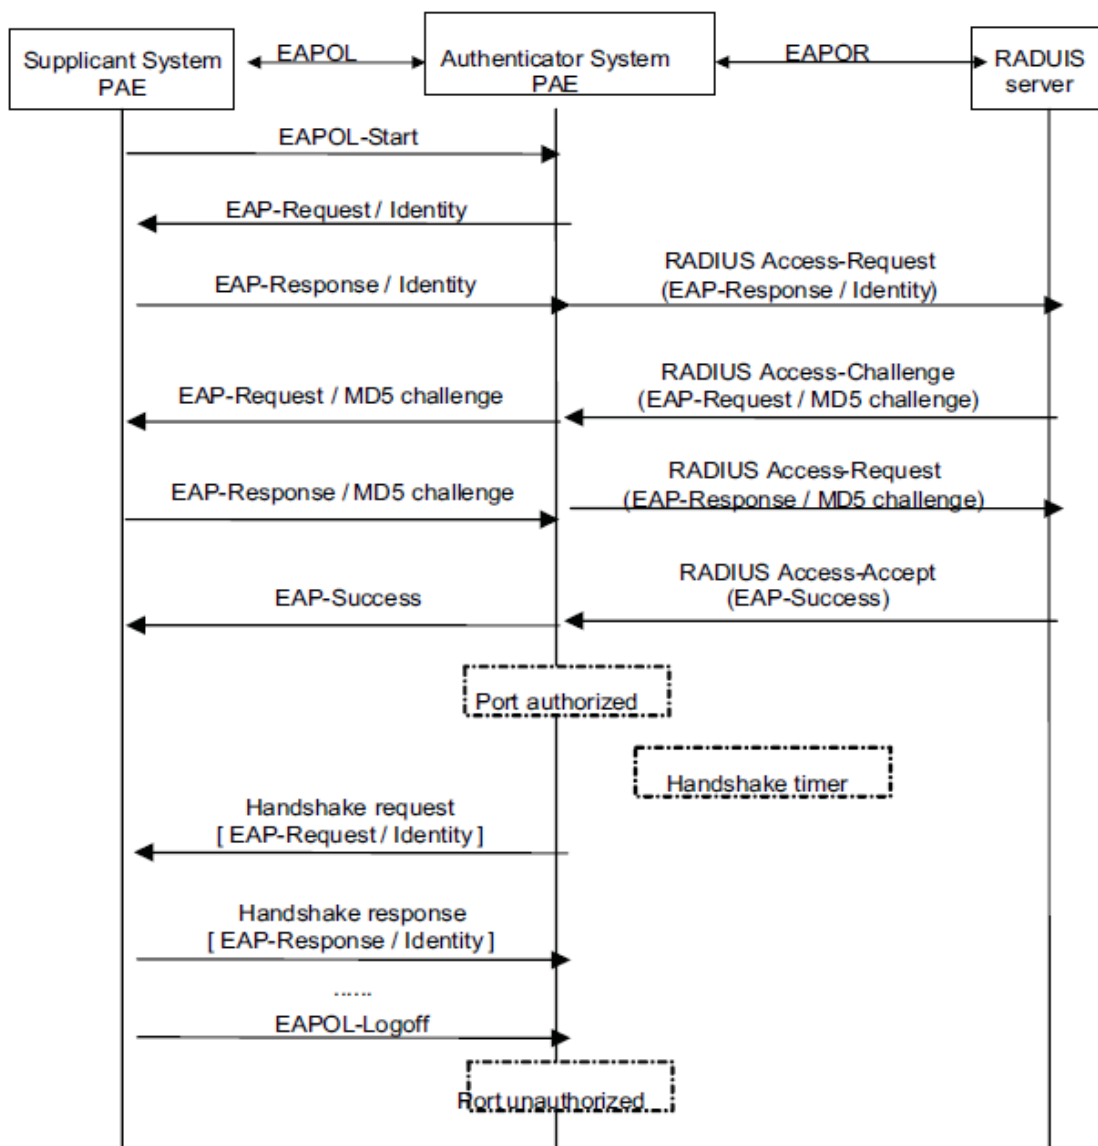 Supplicant System
PAE
EAPOL
Authenticator System
PAE
EAPOR
RADUIS
server
EAPOL-Start
EAP-Request / Identity
EAP-Response / Identity
RADIUS Access-Request
(EAP-Response / Identity)
EAP-Request / MD5 challenge
RADIUS Access-Challenge
(EAP-Request / MD5 challenge)
EAP-Response / MD5 challenge
RADIUS Access-Request
(EAP-Response / MD5 challenge)
EAP-Success
RADIUS Access-Accept
(EAP-Success)
Port authorized
Handshake timer
Handshake request
[ EAP-Request / Identity ]
Handshake response
[ EAP-Response / Identity ]
......
EAPOL-Logoff
Port unauthorized